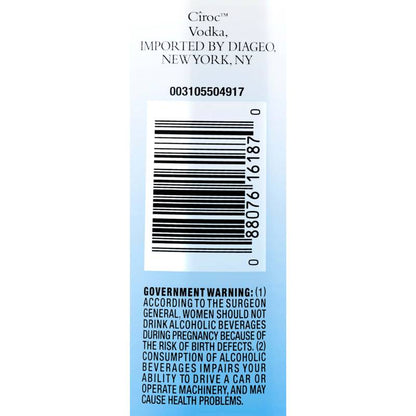 Cîroc™
Vodka,
IMPORTED BY DIAGEO,
NEW YORK, NY
003105504917
0 88076 16187 0
GOVERNMENT WARNING: (1)
ACCORDING TO THE SURGEON
GENERAL, WOMEN SHOULD NOT
DRINK ALCOHOLIC BEVERAGES
DURING PREGNANCY BECAUSE OF
THE RISK OF BIRTH DEFECTS. (2)
CONSUMPTION OF ALCOHOLIC
BEVERAGES IMPAIRS YOUR
ABILITY TO DRIVE A CAR OR
OPERATE MACHINERY, AND MAY
CAUSE HEALTH PROBLEMS.